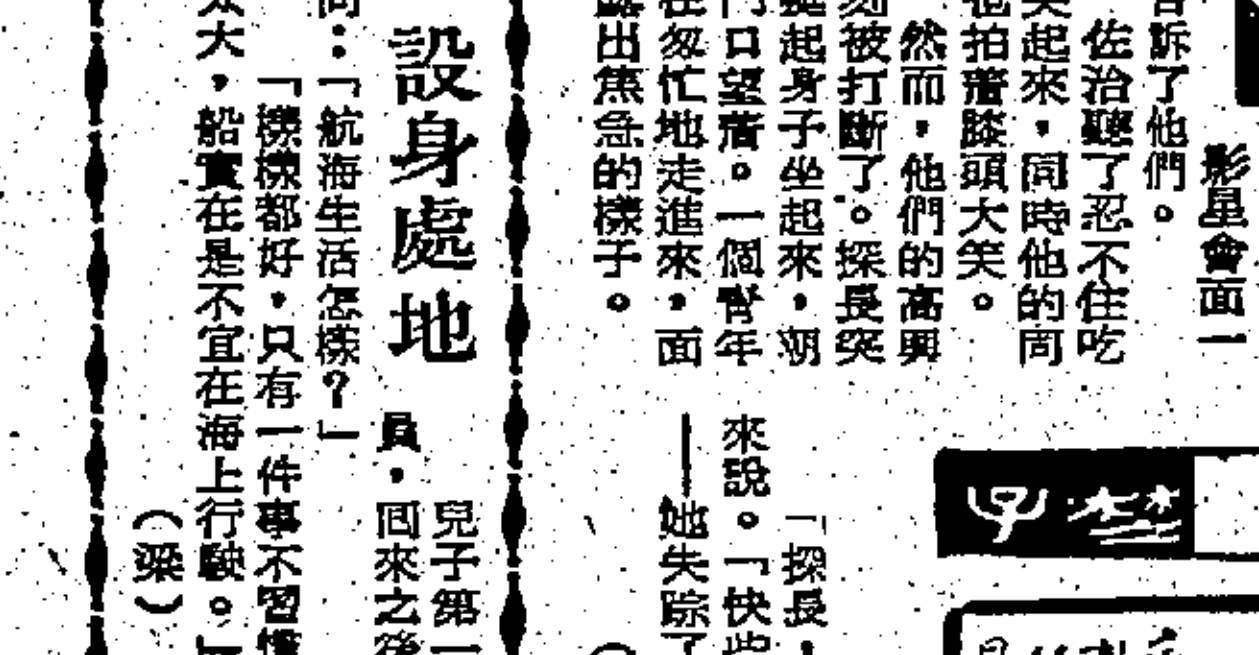 影星會面一
訴了他們。
佐治聽了忍不住吃
笑起來，同時他的周
他拍着膝頭大笑。
然而，他們的高興
刻被打斷了。探長突
挺起身子坐起來，朝
門口望着。一個青年
在匆忙地走進來，面
露出焦急的樣子。
「探長，
來說。「快些
——她失踪了
設身處地
兒子第一
員，回來之後
問：「航海生活怎樣？」
「樣樣都好，只有一件事不習慣
太大，船實在是不宜在海上行駛。」
（梁）